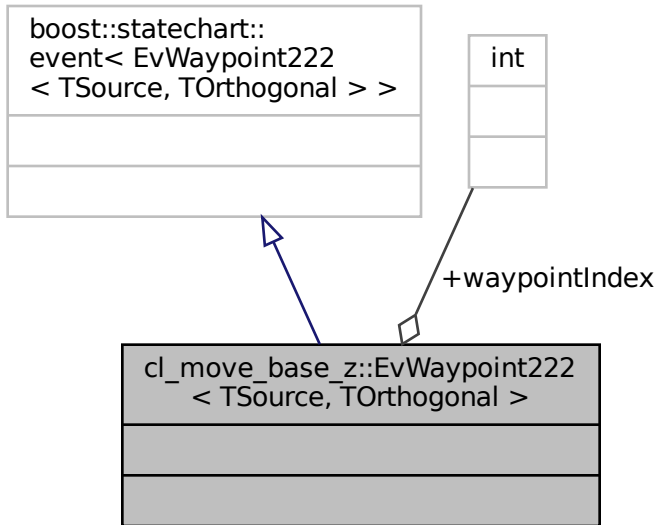 boost::statechart::
event< EvWaypoint222
< TSource, TOrthogonal > >
int
+waypointIndex
cl_move_base_z::EvWaypoint222
< TSource, TOrthogonal >